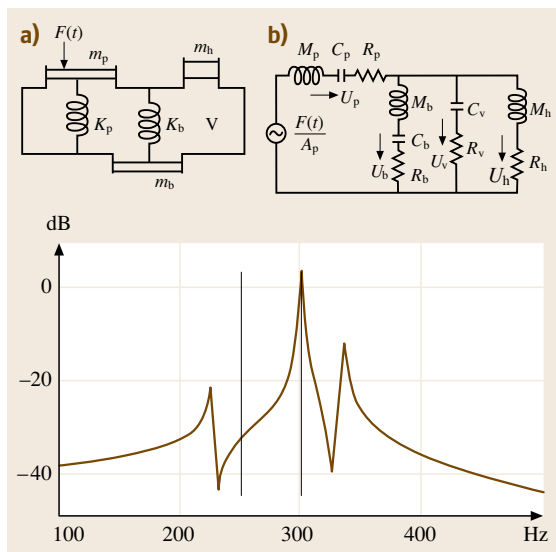 a)
F(t)
m_p
m_h
K_p
K_b
V
m_b
b)
M_p C_p R_p
U_p
F(t)
A_p
M_b
C_b
U_b R_b
C_v
U_v R_v
M_h
U_h R_h
dB
0
−20
−40
100 200 300 400 Hz